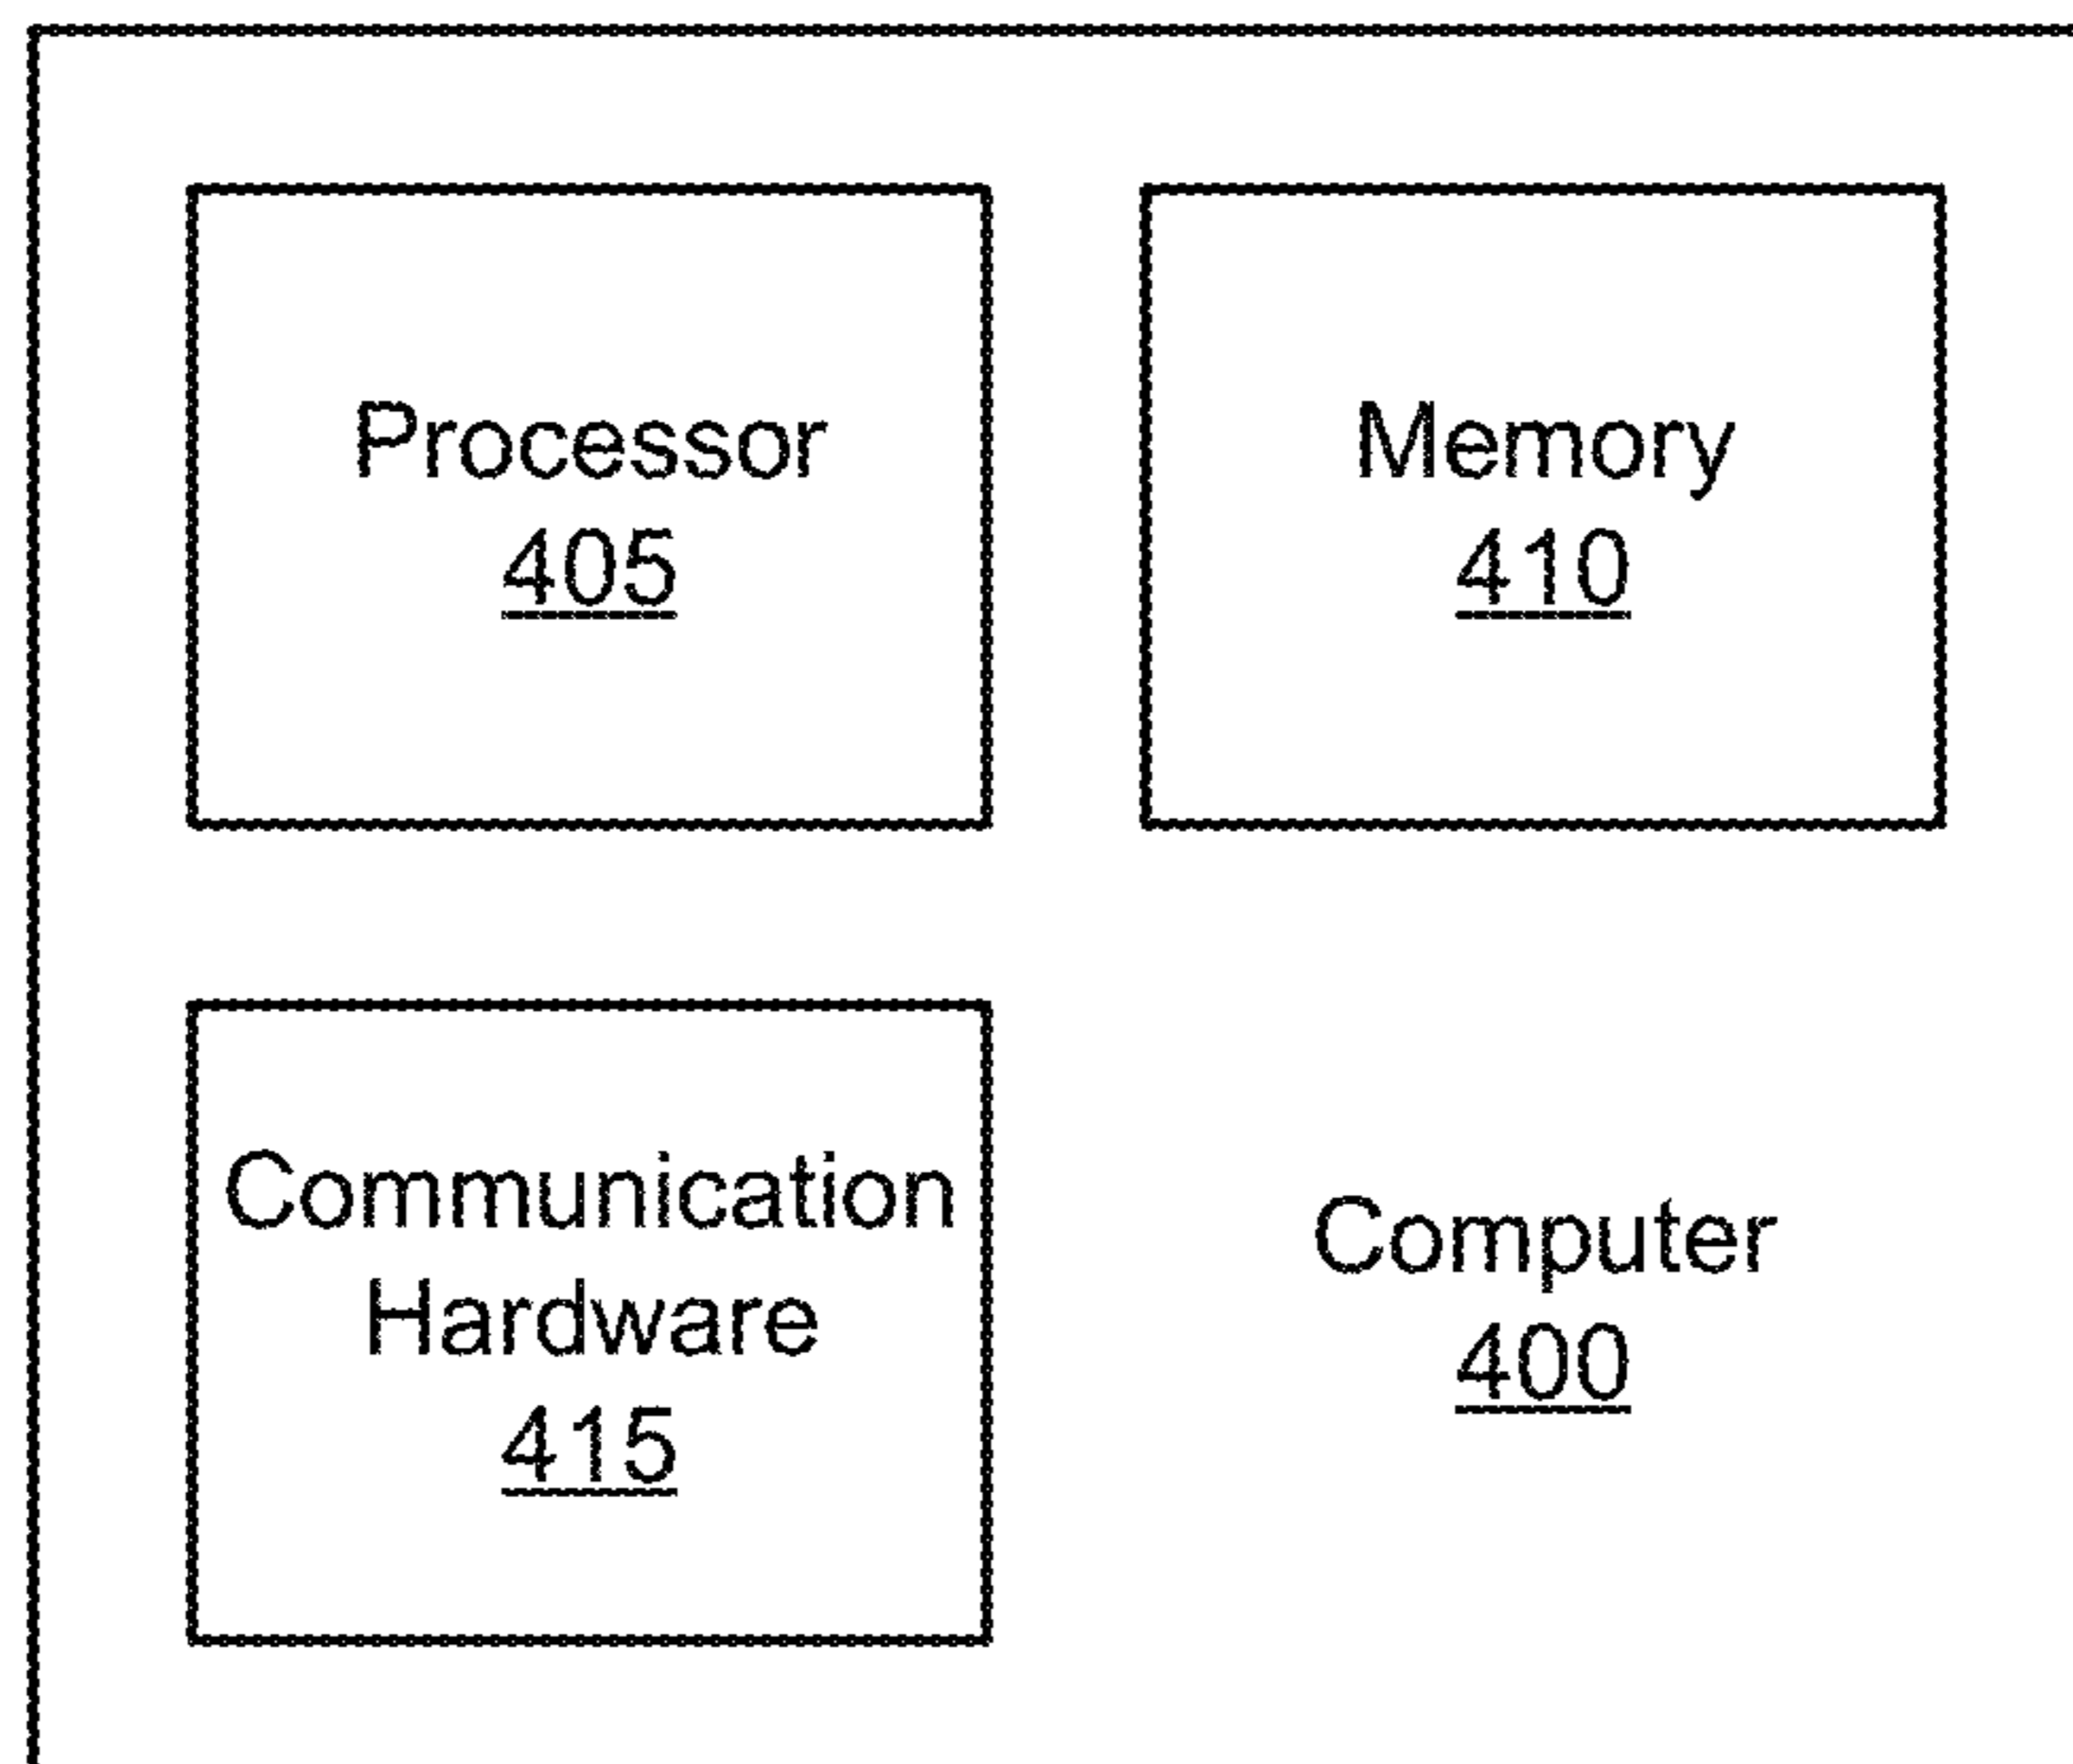 Processor
405
Memory
410
Communication
Hardware
415
Computer
400